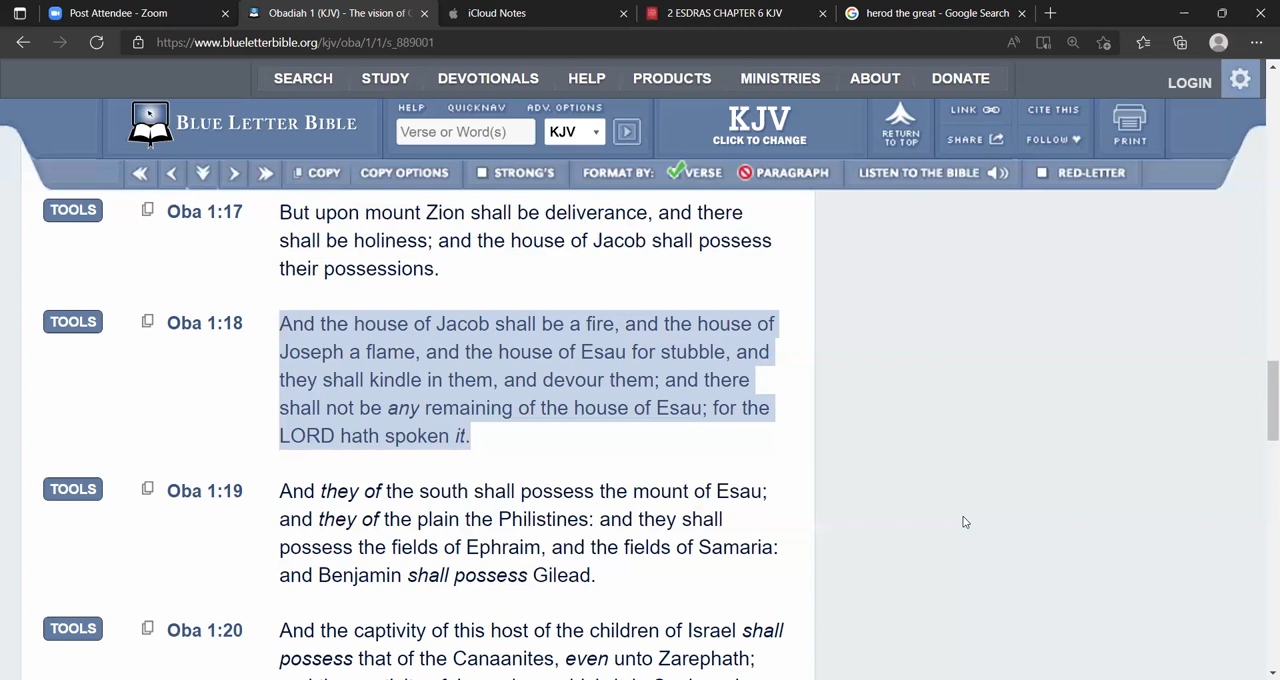 Post Attendee - Zoom
Obadiah 1 (KJV) - The vision of
iCloud Notes
2 ESDRAS CHAPTER 6 KJV
herod the great - Google Search
https://www.blueletterbible.org/kjv/oba/1/1/s_889001
SEARCH STUDY DEVOTIONALS HELP PRODUCTS MINISTRIES ABOUT DONATE
LOGIN
BLUE LETTER BIBLE
HELP QUICKNAV ADV. OPTIONS
Verse or Word(s)
KJV
KJV
CLICK TO CHANGE
RETURN
TO TOP
LINK
CITE THIS
SHARE
FOLLOW
PRINT
COPY COPY OPTIONS STRONG'S FORMAT BY: VERSE PARAGRAPH LISTEN TO THE BIBLE RED-LETTER
TOOLS Oba 1:17 But upon mount Zion shall be deliverance, and there
shall be holiness; and the house of Jacob shall possess
their possessions.
TOOLS Oba 1:18 And the house of Jacob shall be a fire, and the house of
Joseph a flame, and the house of Esau for stubble, and
they shall kindle in them, and devour them; and there
shall not be any remaining of the house of Esau; for the
LORD hath spoken it.
TOOLS Oba 1:19 And they of the south shall possess the mount of Esau;
and they of the plain the Philistines: and they shall
possess the fields of Ephraim, and the fields of Samaria:
and Benjamin shall possess Gilead.
TOOLS Oba 1:20 And the captivity of this host of the children of Israel shall
possess that of the Canaanites, even unto Zarephath;